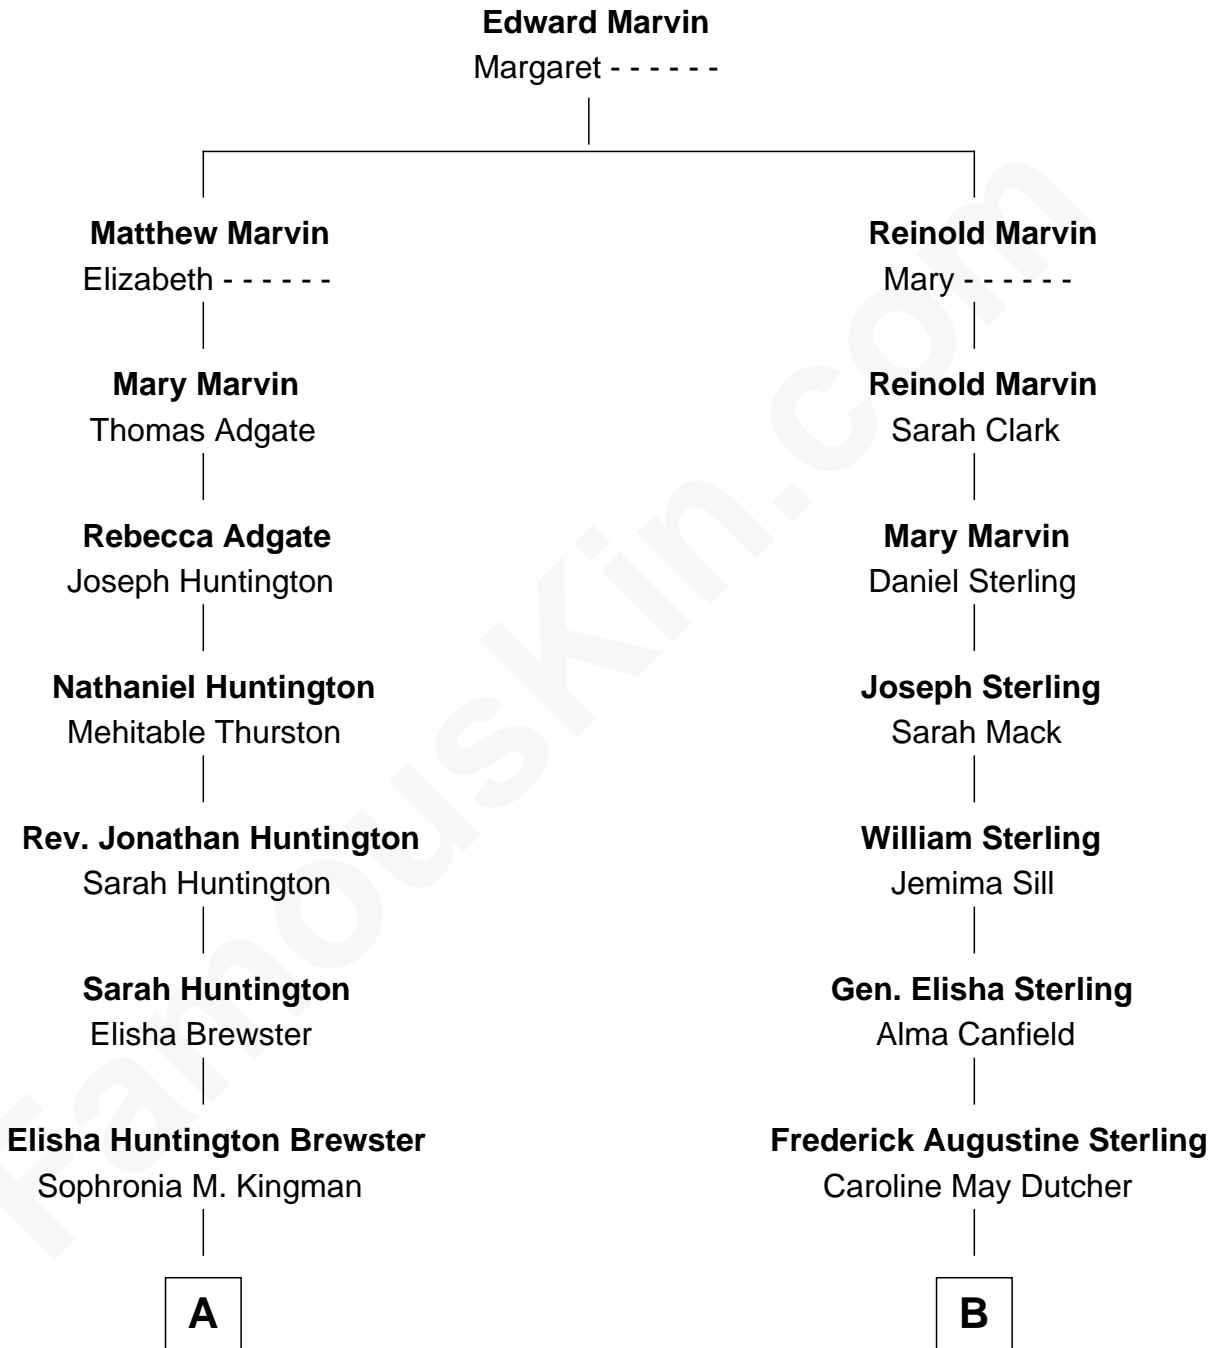 Edward Marvin
Margaret - - - - - -
Matthew Marvin
Elizabeth - - - - - -
Mary Marvin
Thomas Adgate
Rebecca Adgate
Joseph Huntington
Nathaniel Huntington
Mehitable Thurston
Rev. Jonathan Huntington
Sarah Huntington
Sarah Huntington
Elisha Brewster
Elisha Huntington Brewster
Sophronia M. Kingman
A
Reinold Marvin
Mary - - - - - -
Reinold Marvin
Sarah Clark
Mary Marvin
Daniel Sterling
Joseph Sterling
Sarah Mack
William Sterling
Jemima Sill
Gen. Elisha Sterling
Alma Canfield
Frederick Augustine Sterling
Caroline May Dutcher
B
FamousKin.com